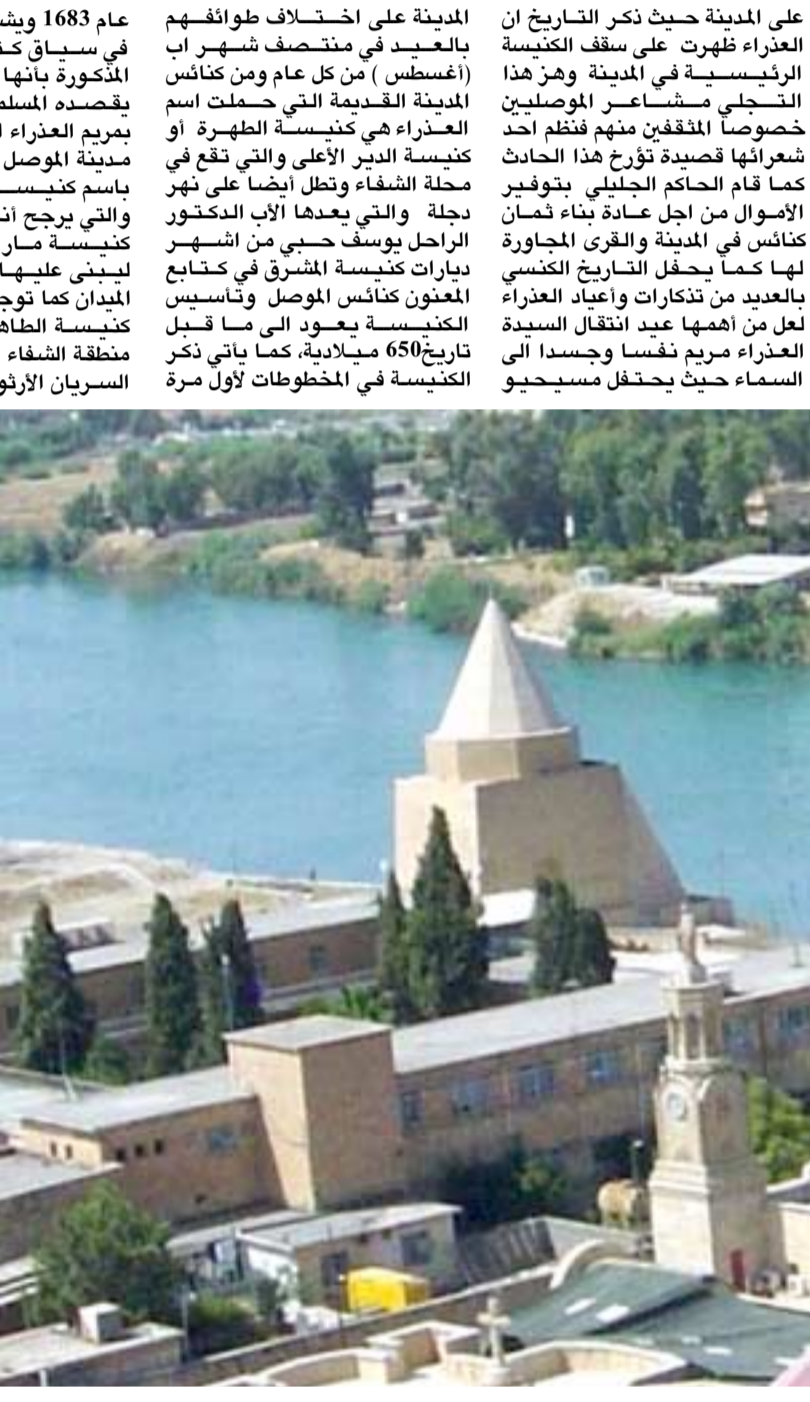 على المدينة حيث ذكر التاريخ ان
العذراء ظهرت على سقف الكنيسة
الرئيسية في المدينة وهز هذا
التجلي مشاعر الموصليين
خصوصا المثقفين منهم فنظم احد
شعرائها قصيدة تؤرخ هذا الحادث
كما قام الحاكم الجليلي بتوفير
الأموال من اجل عادة بناء ثمان
كنائس في المدينة والقرى المجاورة
لها كما يحفل التاريخ الكنسي
بالعديد من تذكارات وأعياد العذراء
لعل من أهمها عيد انتقال السيدة
العذراء مريم نفسا وجسدا الى
السماء حيث يحتفل مسيحيو
المدينة على اختلاف طوائفهم
بالعيد في منتصف شهر اب
(أغسطس ) من كل عام ومن كنائس
المدينة القديمة التي حملت اسم
العذراء هي كنيسة الطهرة أو
كنيسة الدير الأعلى والتي تقع في
محلة الشفاء وتطل أيضا على نهر
دجلة والتي يعدها الأب الدكتور
الراحل يوسف حبي من اشهر
ديارات كنيسة المشرق في كتابع
المعنون كنائس الموصل وتأسيس
الكنيسة يعود الى ما قبل
تاريخ650 ميلادية، كما يأتي ذكر
الكنيسة في المخطوطات لأول مرة
عام 1683
في سياق
المذكورة بأنها
يقصده
بمريم العذراء
مدينة الموصل
باسم
والتي يرجح
كنيسة مار
ليبنى عليها
الميدان كما
كنيسة
منطقة الشفاء
السريان